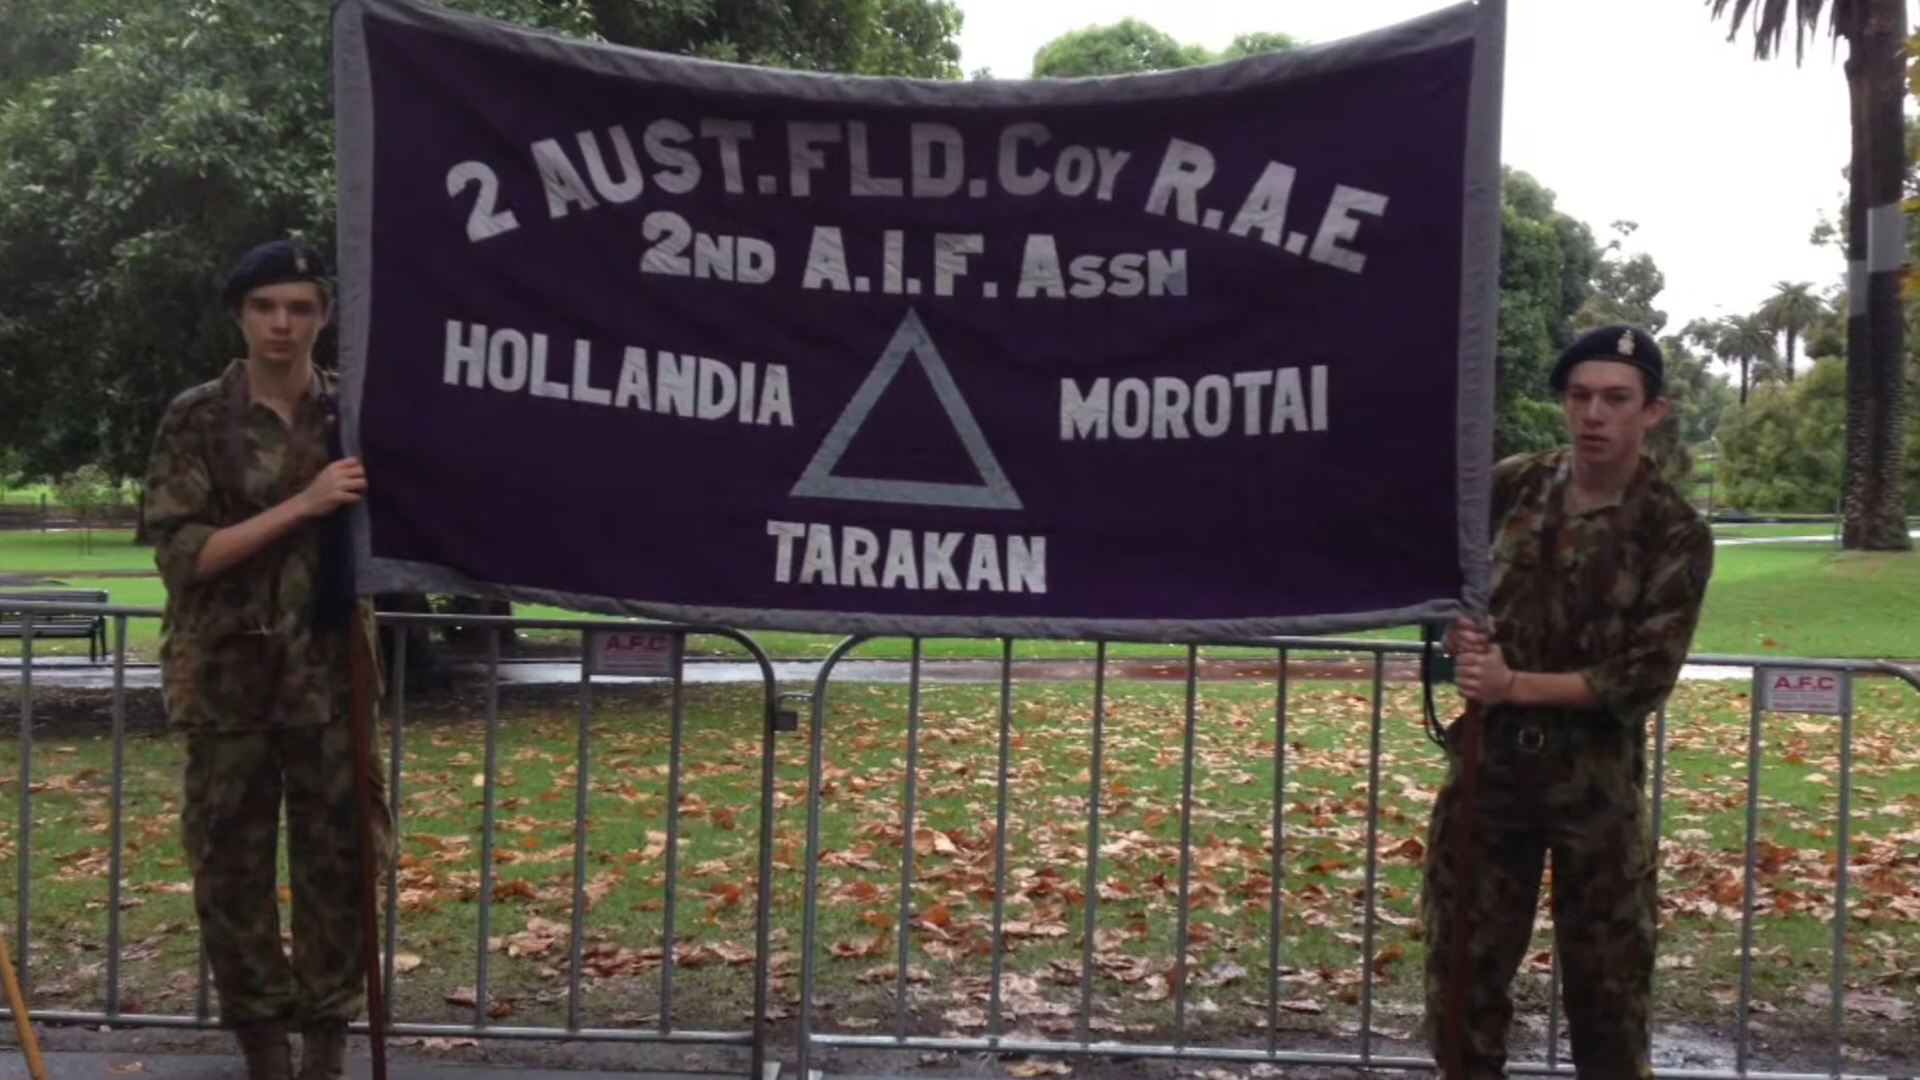 2 AUST.FLD.COY R.A.E
2ND A.I.F. ASSN
HOLLANDIA
MOROTAI
TARAKAN
A.F.C
A.F.C